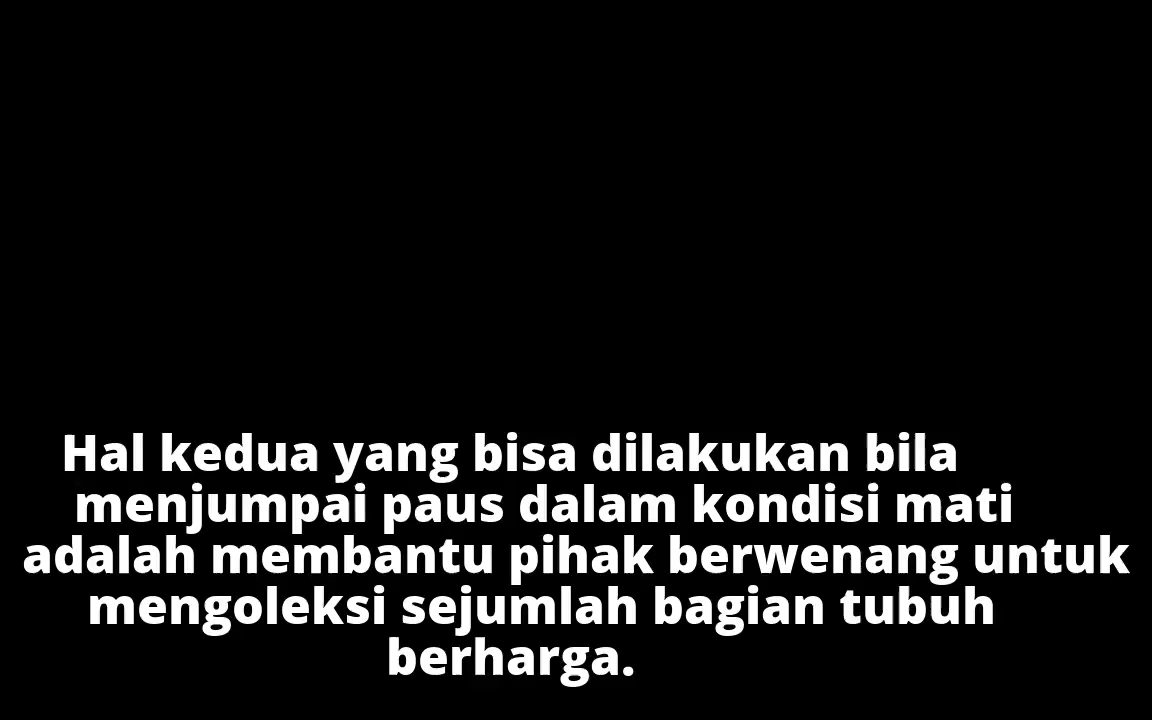 Hal kedua yang bisa dilakukan bila
menjumpai paus dalam kondisi mati
adalah membantu pihak berwenang untuk
mengoleksi sejumlah bagian tubuh
berharga.